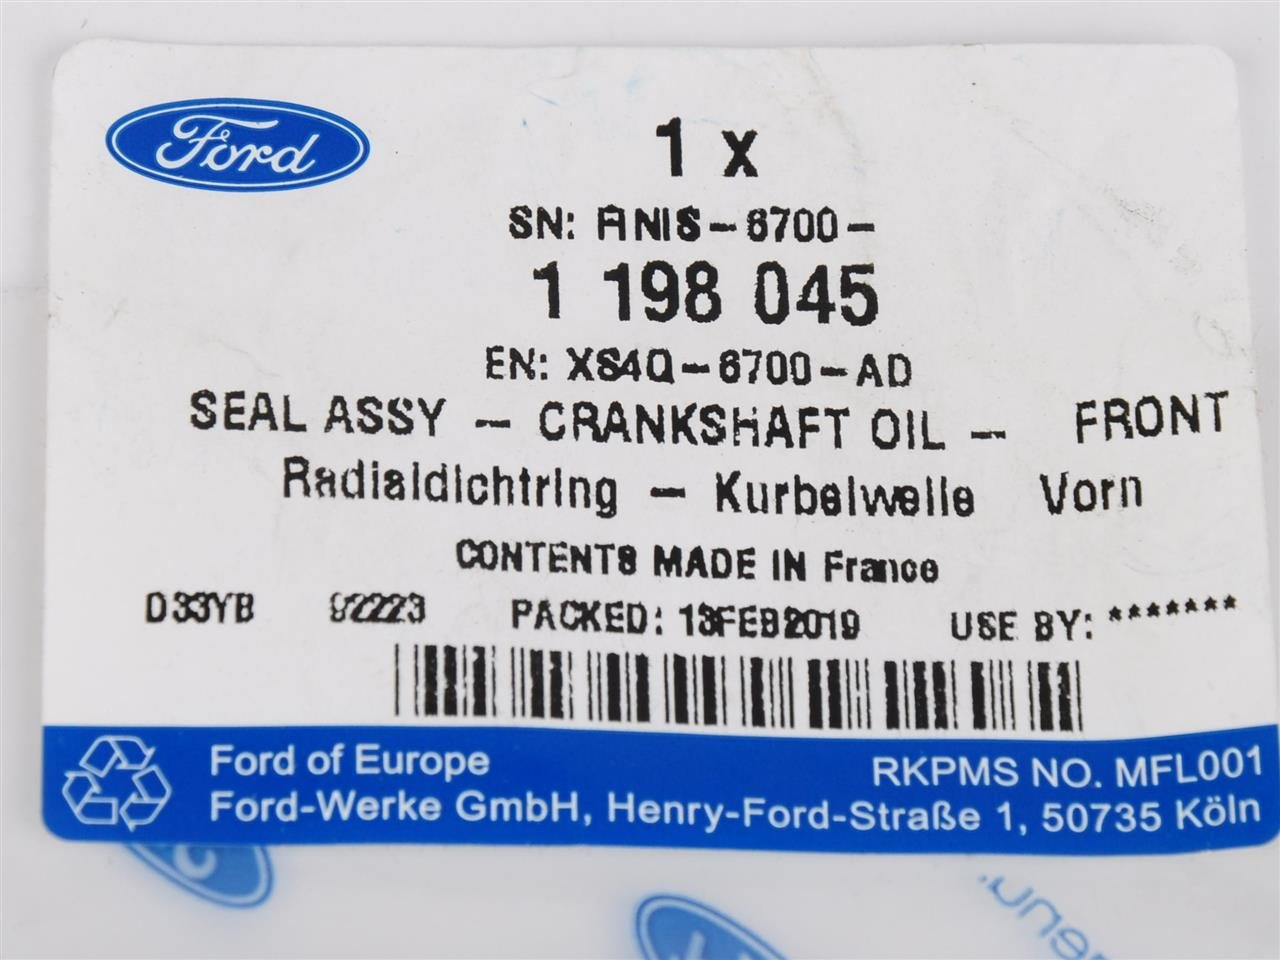 Ford
1 x
SN: ANIS-6700-
1 198 045
EN: XS4Q-6700-AD
SEAL ASSY - CRANKSHAFT OIL - FRONT
Radialdichtring - Kurbelwelle Vorn
CONTENTS MADE IN France
D33YB 92223 PACKED: 13FEB2019 USE BY: *******
Ford of Europe RKPMS NO. MFL001
Ford-Werke GmbH, Henry-Ford-Straße 1, 50735 Köln